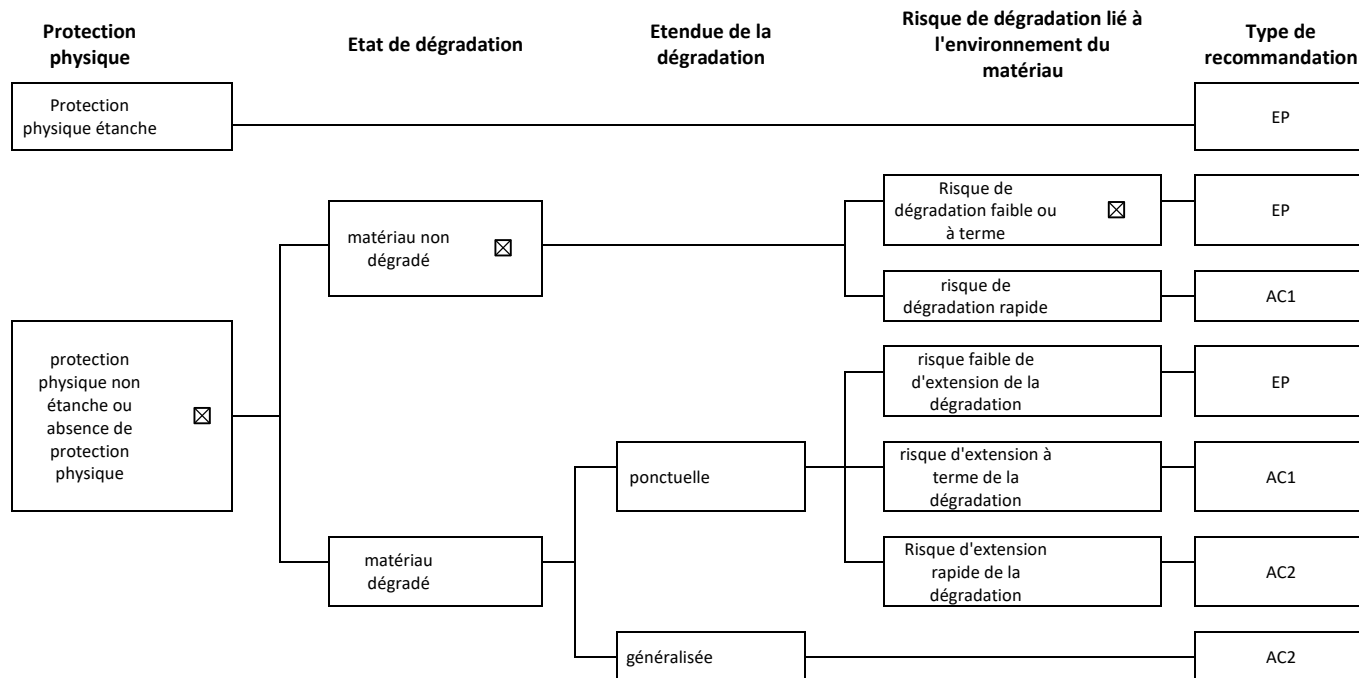 Protection
physique
Etat de dégradation
Etendue de la
dégradation
Risque de dégradation lié à
l'environnement du
matériau
Type de
recommandation
Protection
physique étanche
EP
matériau non
dégradé
☒
Risque de
dégradation faible ou
à terme
☒
EP
risque de
dégradation rapide
AC1
protection
physique non
étanche ou
absence de
protection
physique
☒
risque faible de
d'extension de la
dégradation
EP
ponctuelle
risque d'extension à
terme de la
dégradation
AC1
matériau
dégradé
Risque d'extension
rapide de la
dégradation
AC2
généralisée
AC2